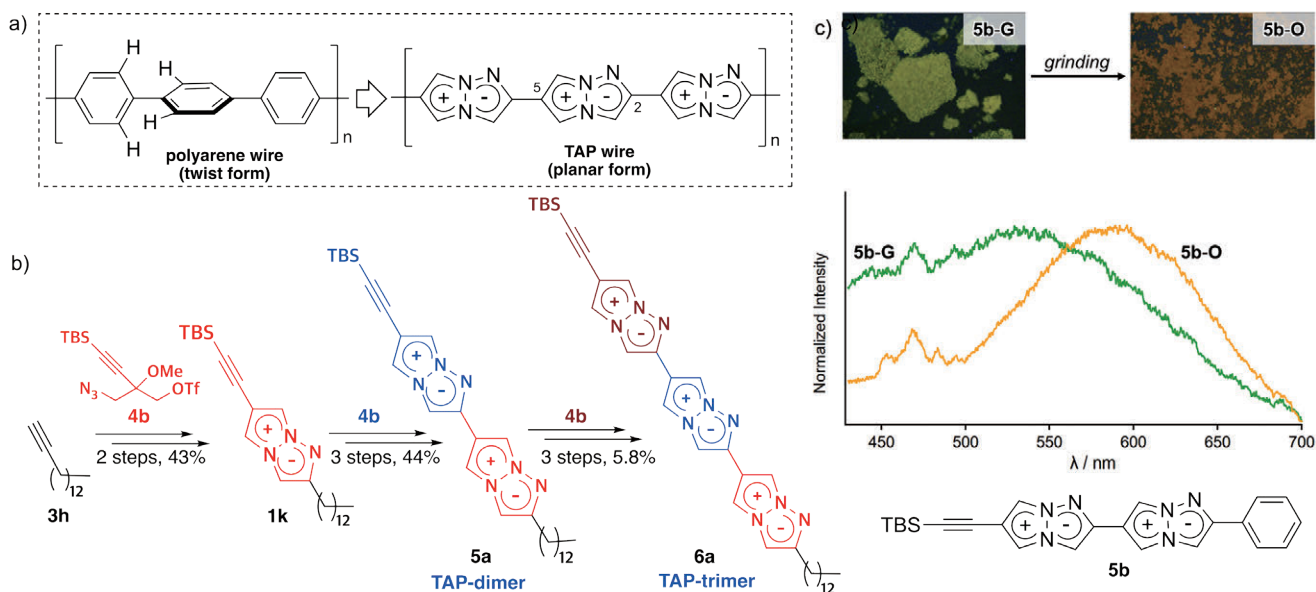 a)
H
H
H
H
n
polyarene wire
(twist form)
5
2
+
-
N
N
N
+
-
N
N
N
+
-
N
N
N
n
TAP wire
(planar form)
b)
TBS
N3
OMe
OTf
4b
2 steps, 43%
12
3h
TBS
+
-
N
N
N
12
1k
4b
3 steps, 44%
TBS
+
-
N
N
N
+
-
N
N
N
12
5a
TAP-dimer
4b
3 steps, 5.8%
TBS
+
-
N
N
N
+
-
N
N
N
+
-
N
N
N
12
6a
TAP-trimer
c)
5b-G
grinding
5b-O
Normalized Intensity
5b-G
5b-O
450
500
550
600
650
700
λ / nm
TBS
+
-
N
N
N
+
-
N
N
N
5b